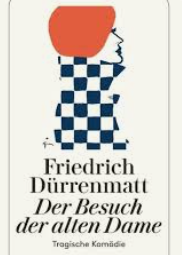 Friedrich
Dürrenmatt
Der Besuch
der alten Dame
Tragische Komödie